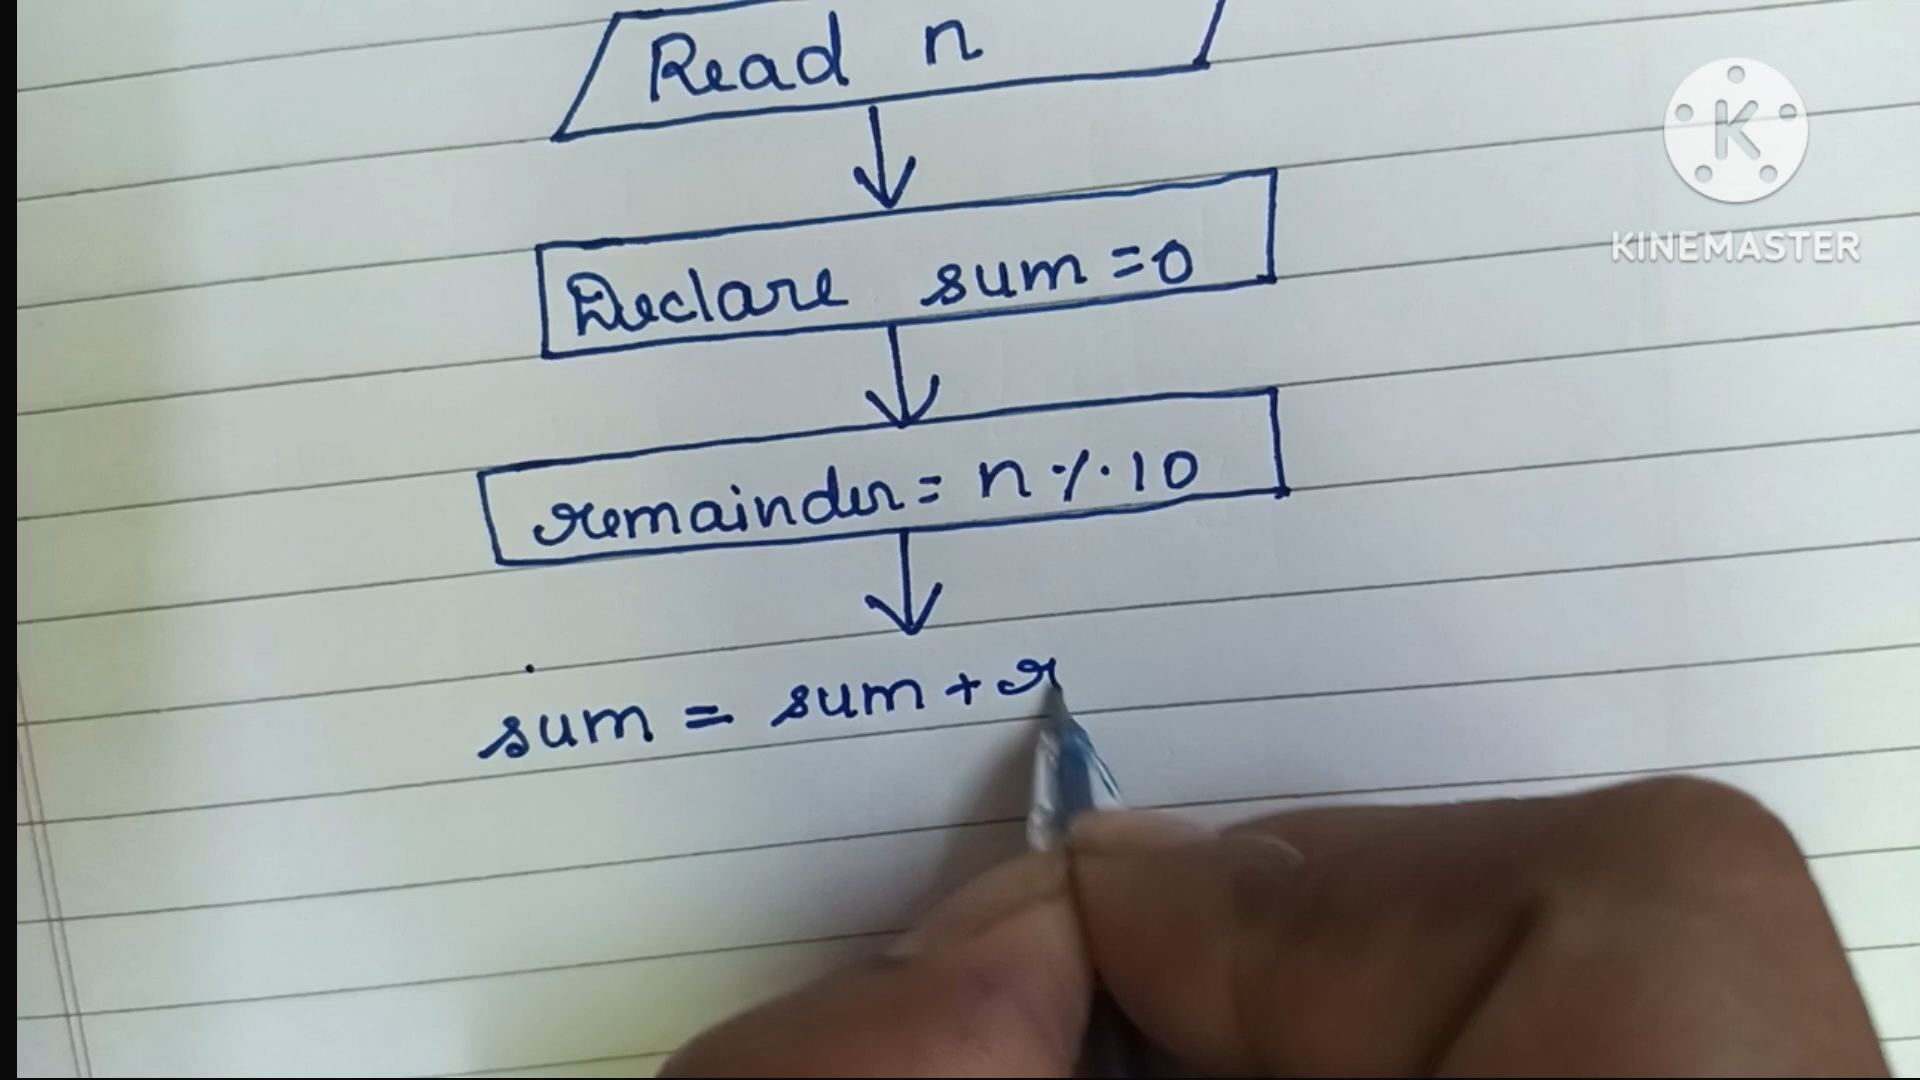 Read n
Declare sum=0
remainder = n%10
sum = sum + r
K
KINEMASTER